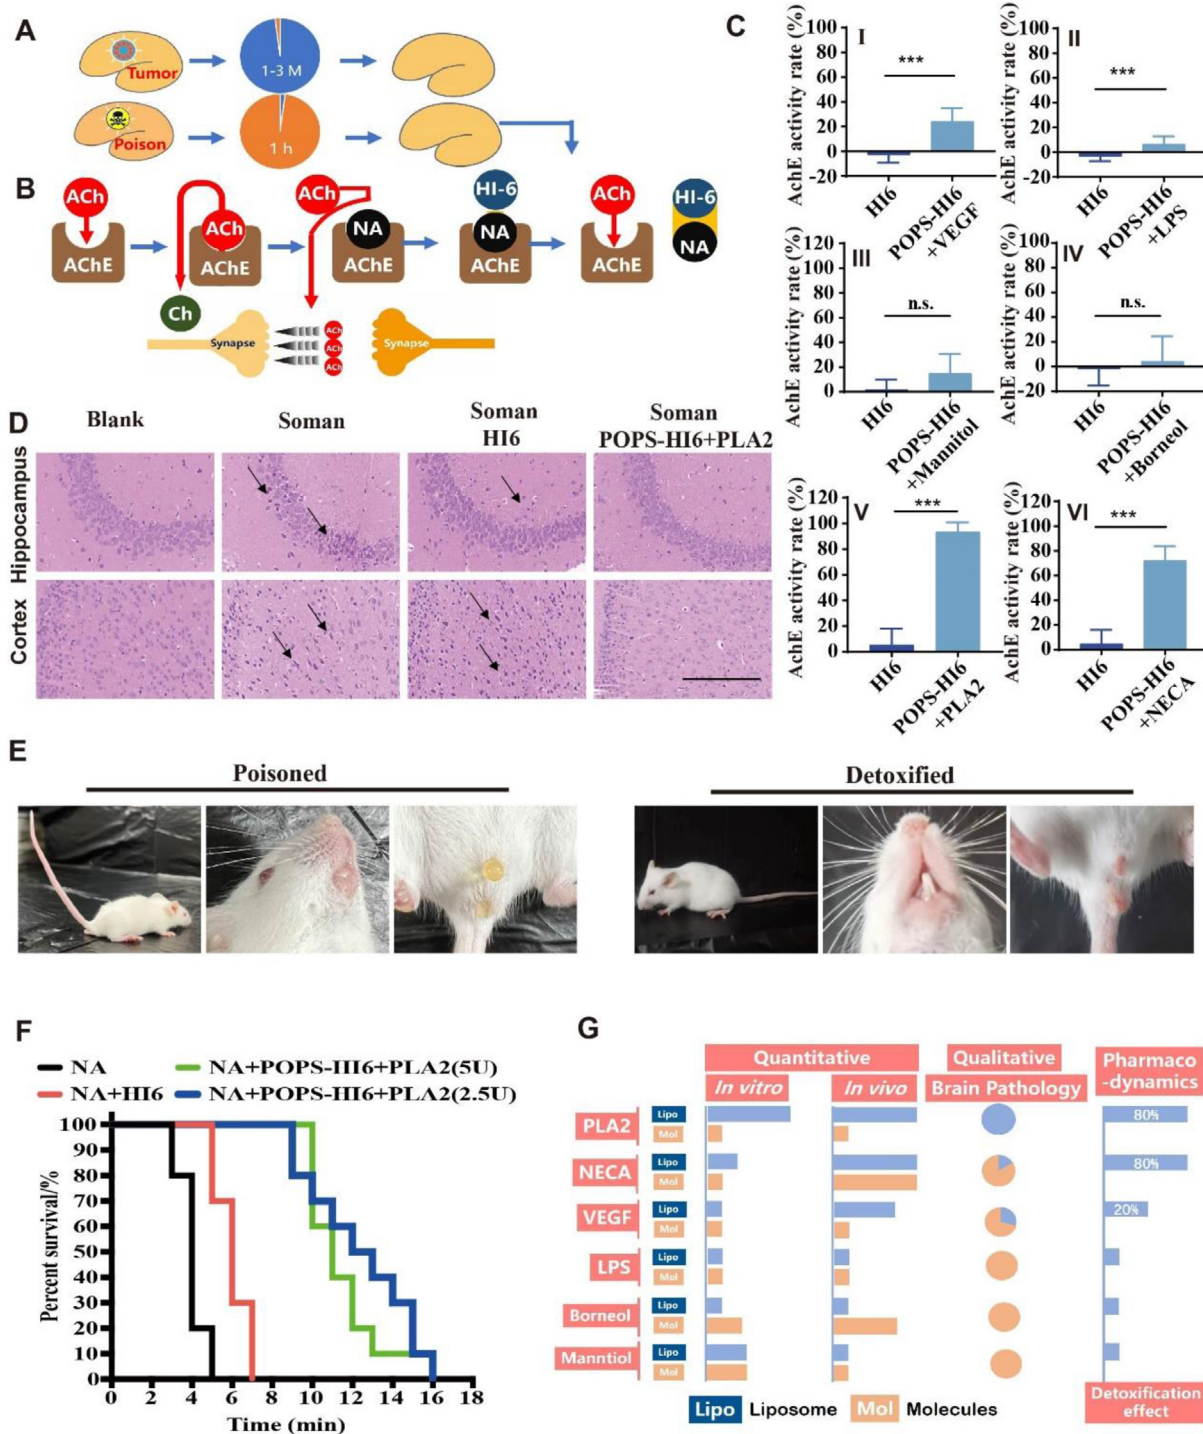 A
Tumor
1-3 M
Poison
1 h
B
ACh
AChE
ACh
AChE
Ch
ACh
NA
AChE
HI-6
NA
AChE
ACh
AChE
HI-6
NA
Synapse
ACh
ACh
ACh
Synapse
C
I
AchE activity rate (%)
100
80
60
40
20
0
-20
***
HI6
POPS-HI6
+VEGF
II
AchE activity rate (%)
100
80
60
40
20
0
-20
***
HI6
POPS-HI6
+LPS
III
AchE activity rate (%)
120
100
80
60
40
20
0
n.s.
HI6
POPS-HI6
+Mannitol
IV
AchE activity rate (%)
100
80
60
40
20
0
-20
n.s.
HI6
POPS-HI6
+Borneol
V
AchE activity rate (%)
120
100
80
60
40
20
0
***
HI6
POPS-HI6
+PLA2
VI
AchE activity rate (%)
120
100
80
60
40
20
0
***
HI6
POPS-HI6
+NECA
D
Blank
Soman
Soman
HI6
Soman
POPS-HI6+PLA2
Hippocampus
Cortex
E
Poisoned
Detoxified
F
NA
NA+POPS-HI6+PLA2(5U)
NA+HI6
NA+POPS-HI6+PLA2(2.5U)
Percent survival/%
100
90
80
70
60
50
40
30
20
10
0
0 2 4 6 8 10 12 14 16 18
Time (min)
G
Quantitative
Qualitative
Pharmaco
-dynamics
In vitro
In vivo
Brain Pathology
PLA2
Lipo
Mol
80%
NECA
Lipo
Mol
80%
VEGF
Lipo
Mol
20%
LPS
Lipo
Mol
Borneol
Lipo
Mol
Manntiol
Lipo
Mol
Lipo Liposome
Mol Molecules
Detoxification
effect